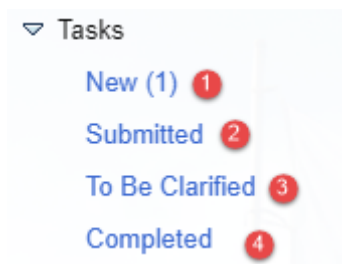 Tasks
New (1) 1
Submitted 2
To Be Clarified 3
Completed 4